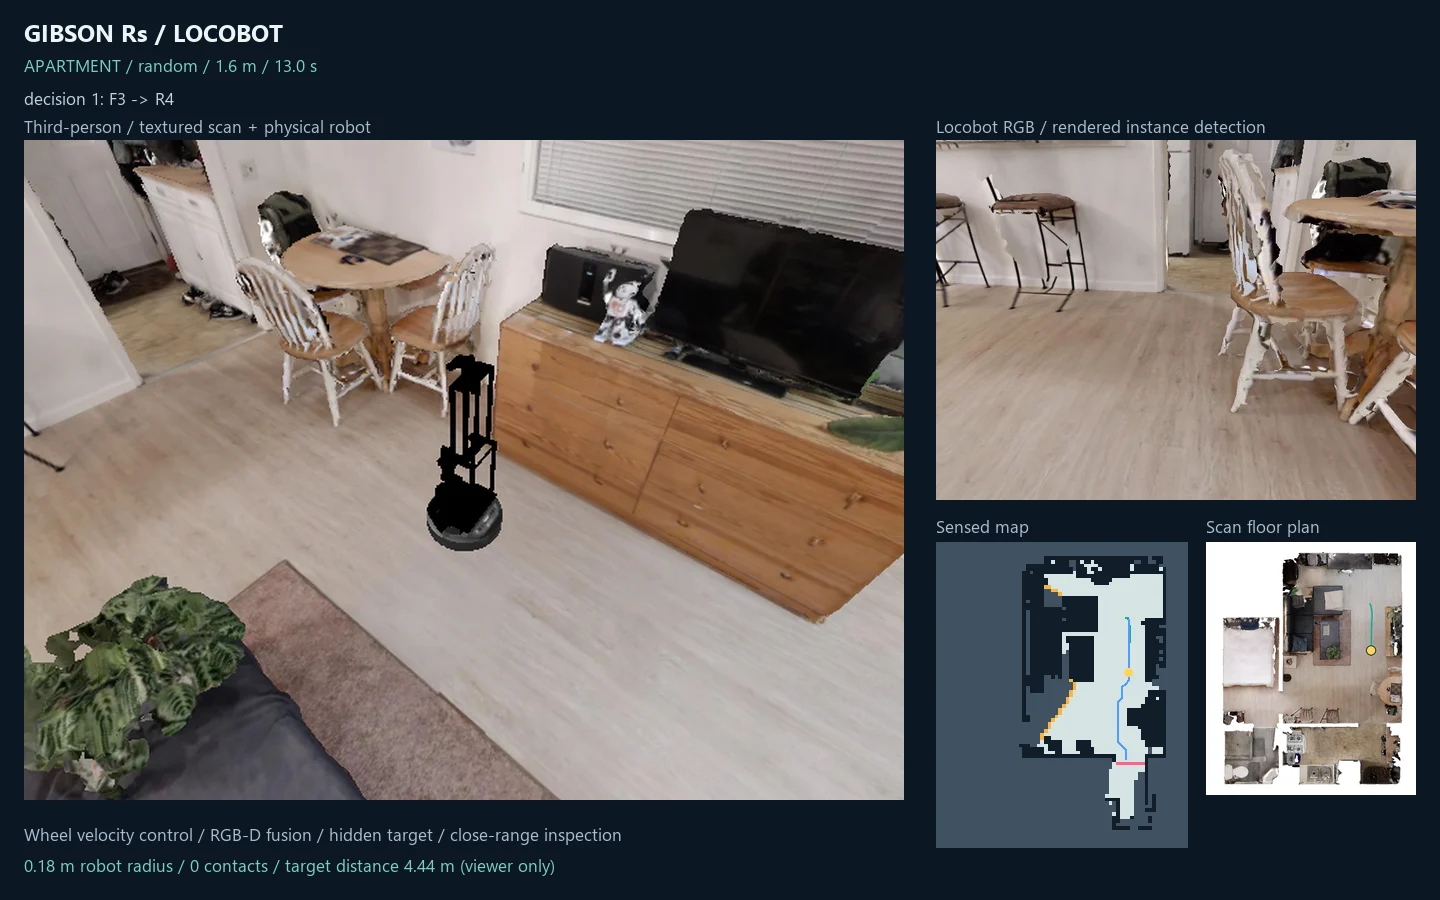 GIBSON Rs / LOCOBOT
APARTMENT / random / 1.6 m / 13.0 s
decision 1: F3 -> R4
Third-person / textured scan + physical robot
Locobot RGB / rendered instance detection
Sensed map
Scan floor plan
Wheel velocity control / RGB-D fusion / hidden target / close-range inspection
0.18 m robot radius / 0 contacts / target distance 4.44 m (viewer only)